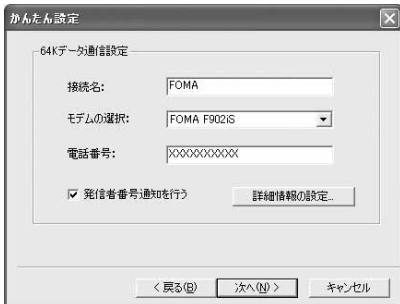 かんたん設定
64Kデータ通信設定
接続名: FOMA
モデムの選択: FOMA F902iS
電話番号: XXXXXXXXXX
発信者番号通知を行う 詳細情報の設定...
< 戻る(B) 次へ(N) > キャンセル